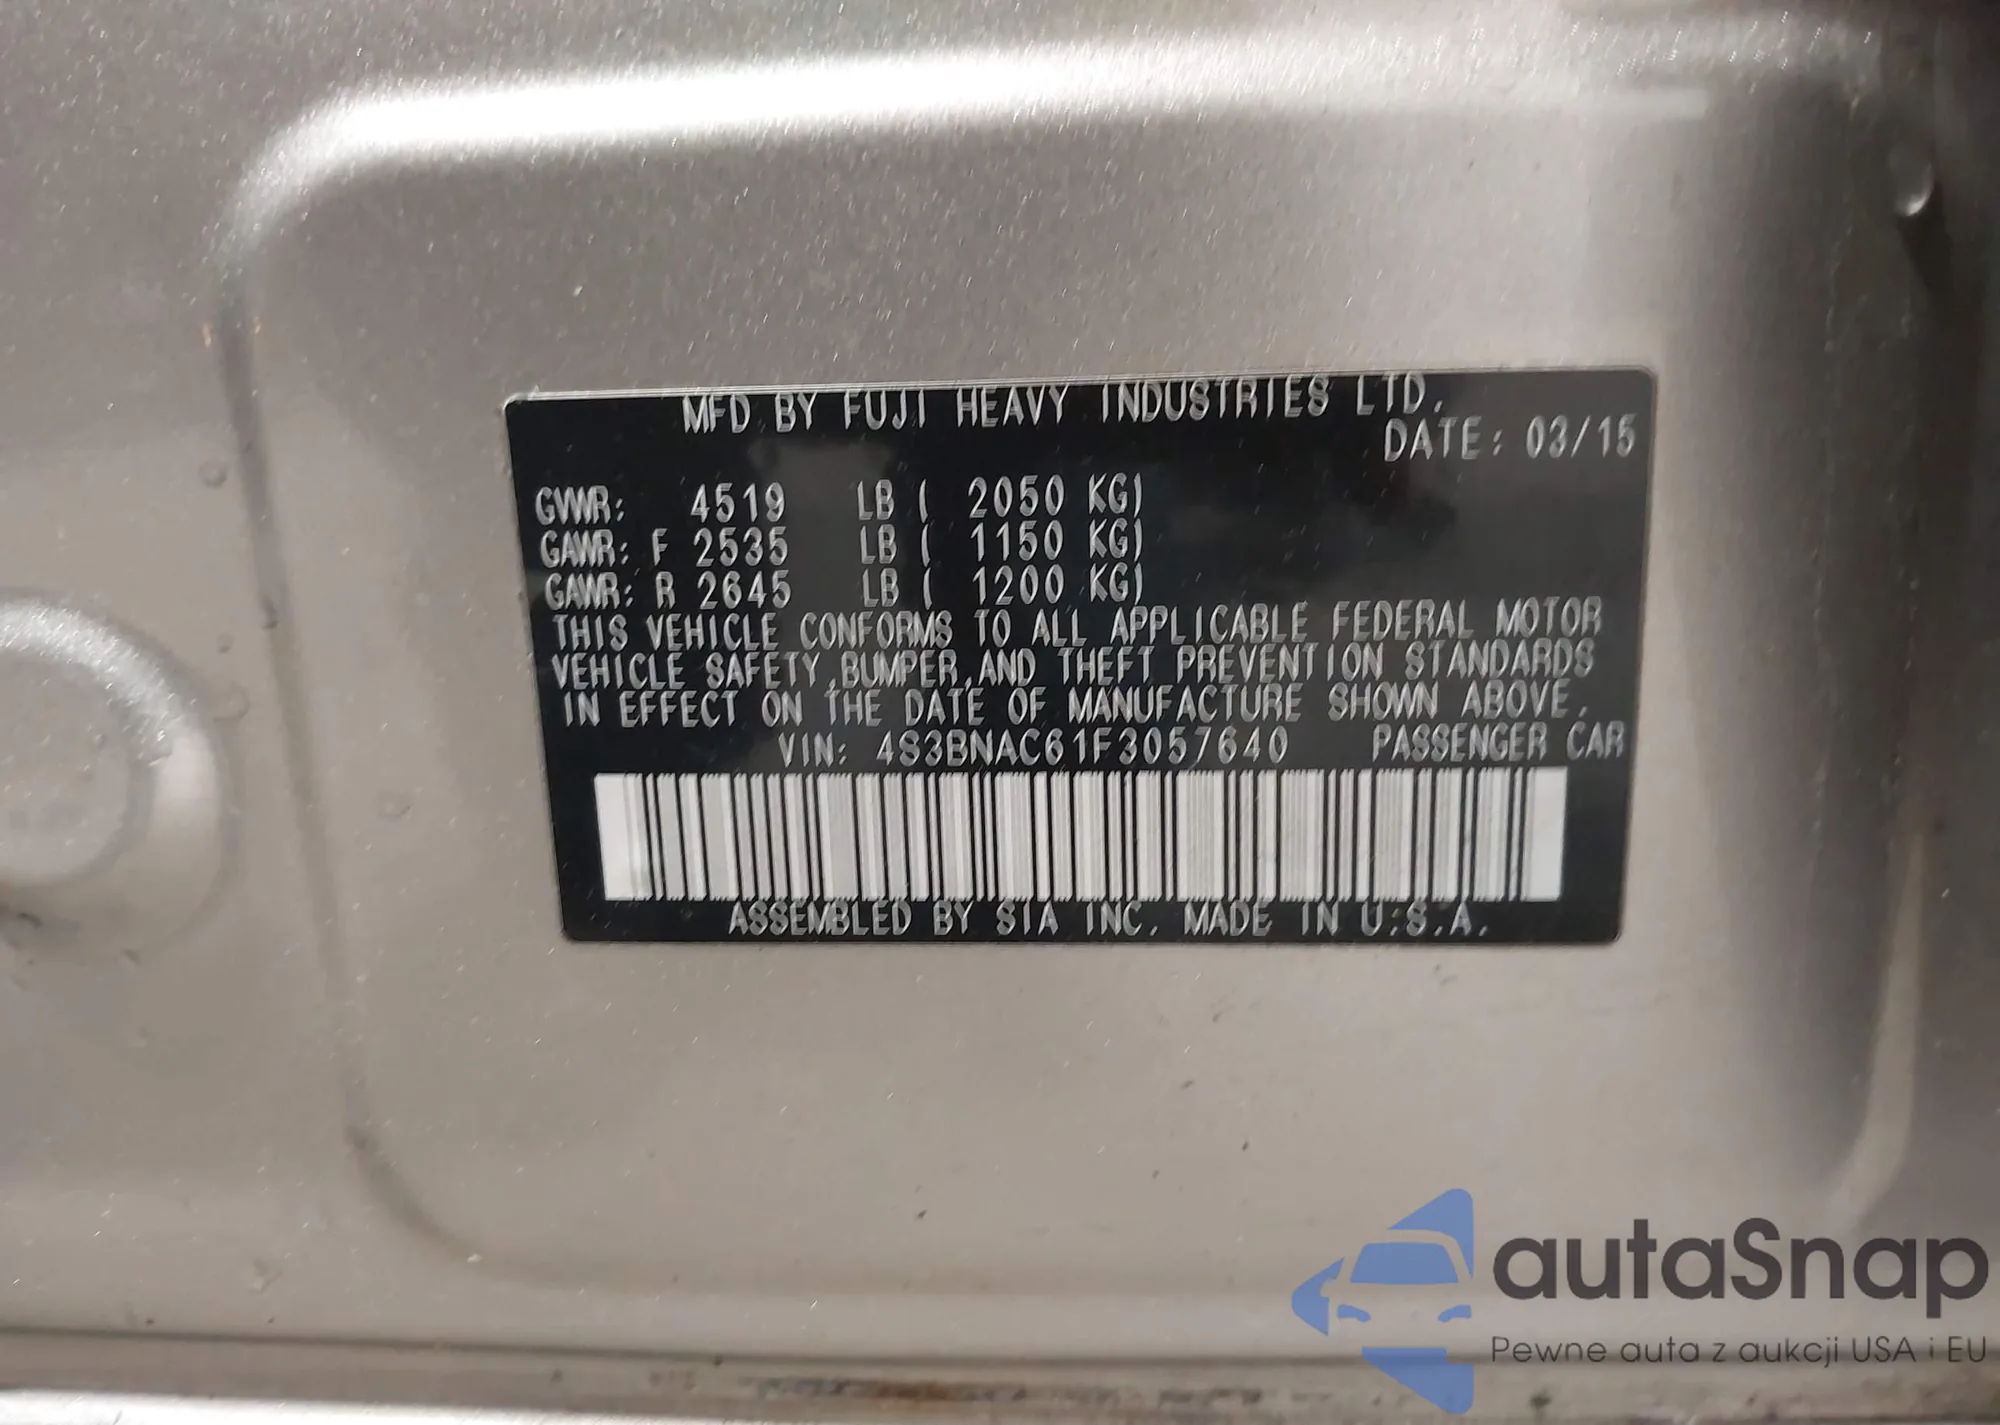 MFD BY FUJI HEAVY INDUSTRIES LTD.
DATE: 03/15
GVWR: 4519 LB ( 2050 KG)
GAWR: F 2535 LB ( 1150 KG)
GAWR: R 2645 LB ( 1200 KG)
THIS VEHICLE CONFORMS TO ALL APPLICABLE FEDERAL MOTOR
VEHICLE SAFETY,BUMPER,AND THEFT PREVENTION STANDARDS
IN EFFECT ON THE DATE OF MANUFACTURE SHOWN ABOVE.
VIN: 4S3BNAC61F3057640 PASSENGER CAR
ASSEMBLED BY SIA INC. MADE IN U.S.A.
autaSnap
Pewne auta z aukcji USA i EU